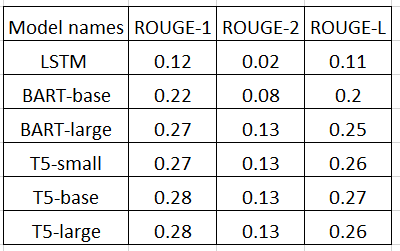 Model names ROUGE-1 ROUGE-2 ROUGE-L
LSTM 0.12 0.02 0.11
BART-base 0.22 0.08 0.2
BART-large 0.27 0.13 0.25
T5-small 0.27 0.13 0.26
T5-base 0.28 0.13 0.27
T5-large 0.28 0.13 0.26